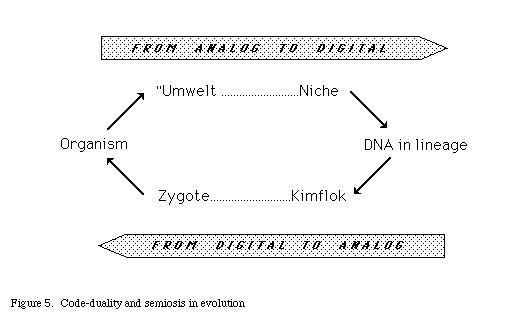 FROM ANALOG TO DIGITAL
"Umwelt ..........................Niche
Organism
DNA in lineage
Zygote...........................Kimflok
FROM DIGITAL TO ANALOG
Figure 5. Code-duality and semiosis in evolution